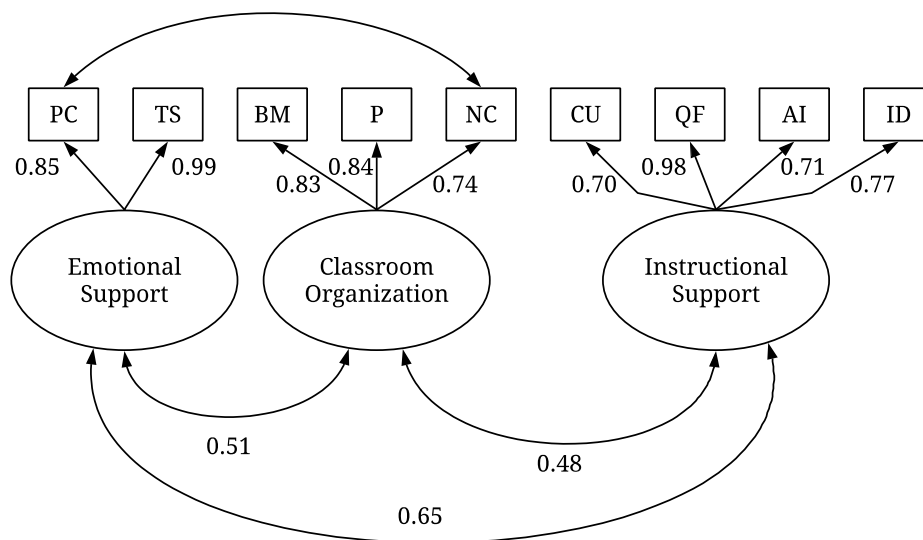 PC TS BM P NC CU QF AI ID
0.85 0.99 0.83 0.84 0.74 0.70 0.98 0.71 0.77
Emotional
Support
Classroom
Organization
Instructional
Support
0.51
0.48
0.65